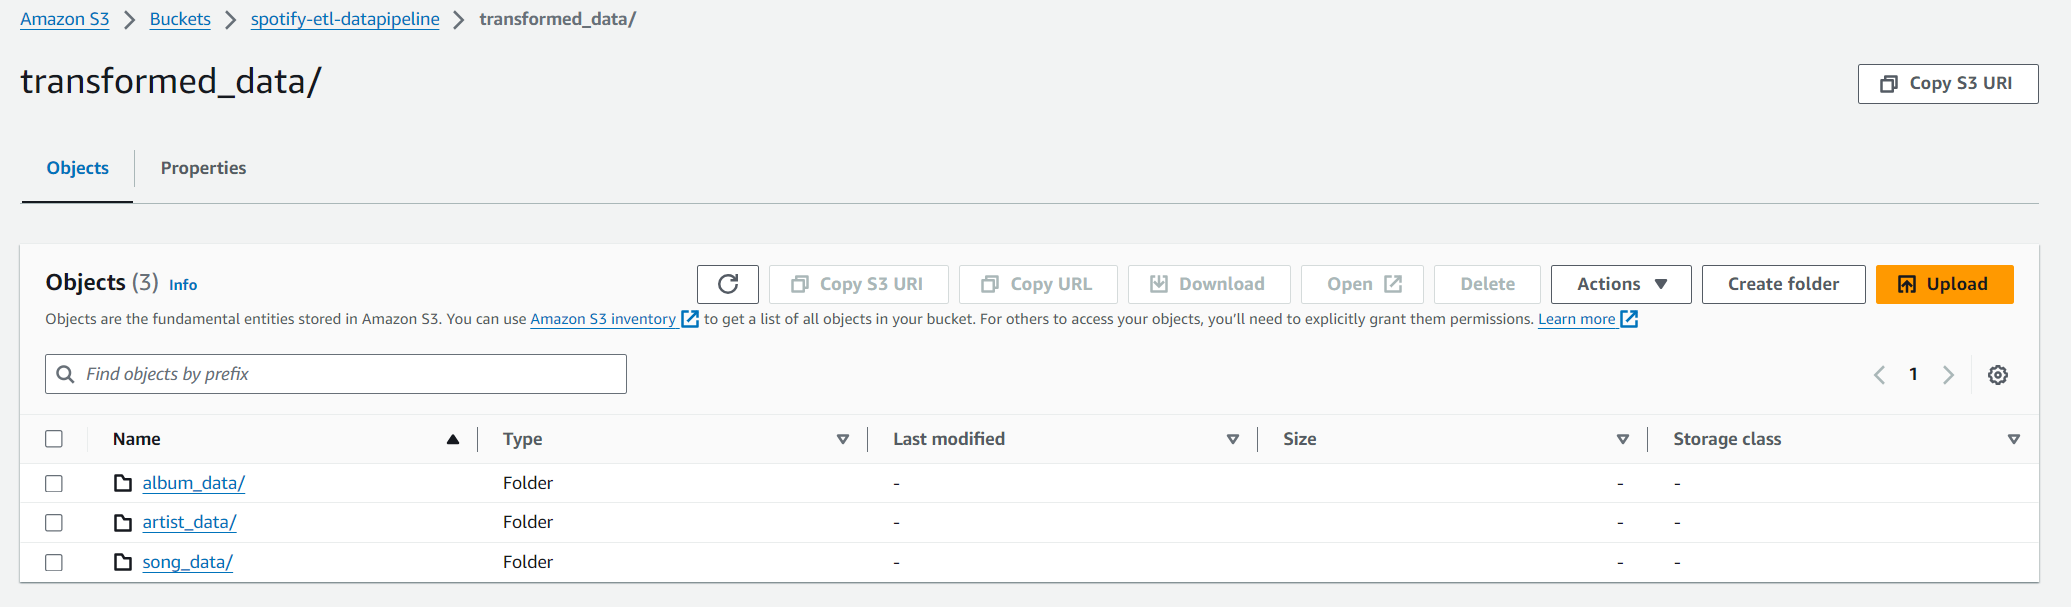 Amazon S3 > Buckets > spotify-etl-datapipeline > transformed_data/
transformed_data/
Copy S3 URI
Objects Properties
Objects (3) Info
Copy S3 URI Copy URL Download Open Delete Actions Create folder Upload
Objects are the fundamental entities stored in Amazon S3. You can use Amazon S3 inventory to get a list of all objects in your bucket. For others to access your objects, you’ll need to explicitly grant them permissions. Learn more
Find objects by prefix
1
Name Type Last modified Size Storage class
album_data/ Folder - - -
artist_data/ Folder - - -
song_data/ Folder - - -